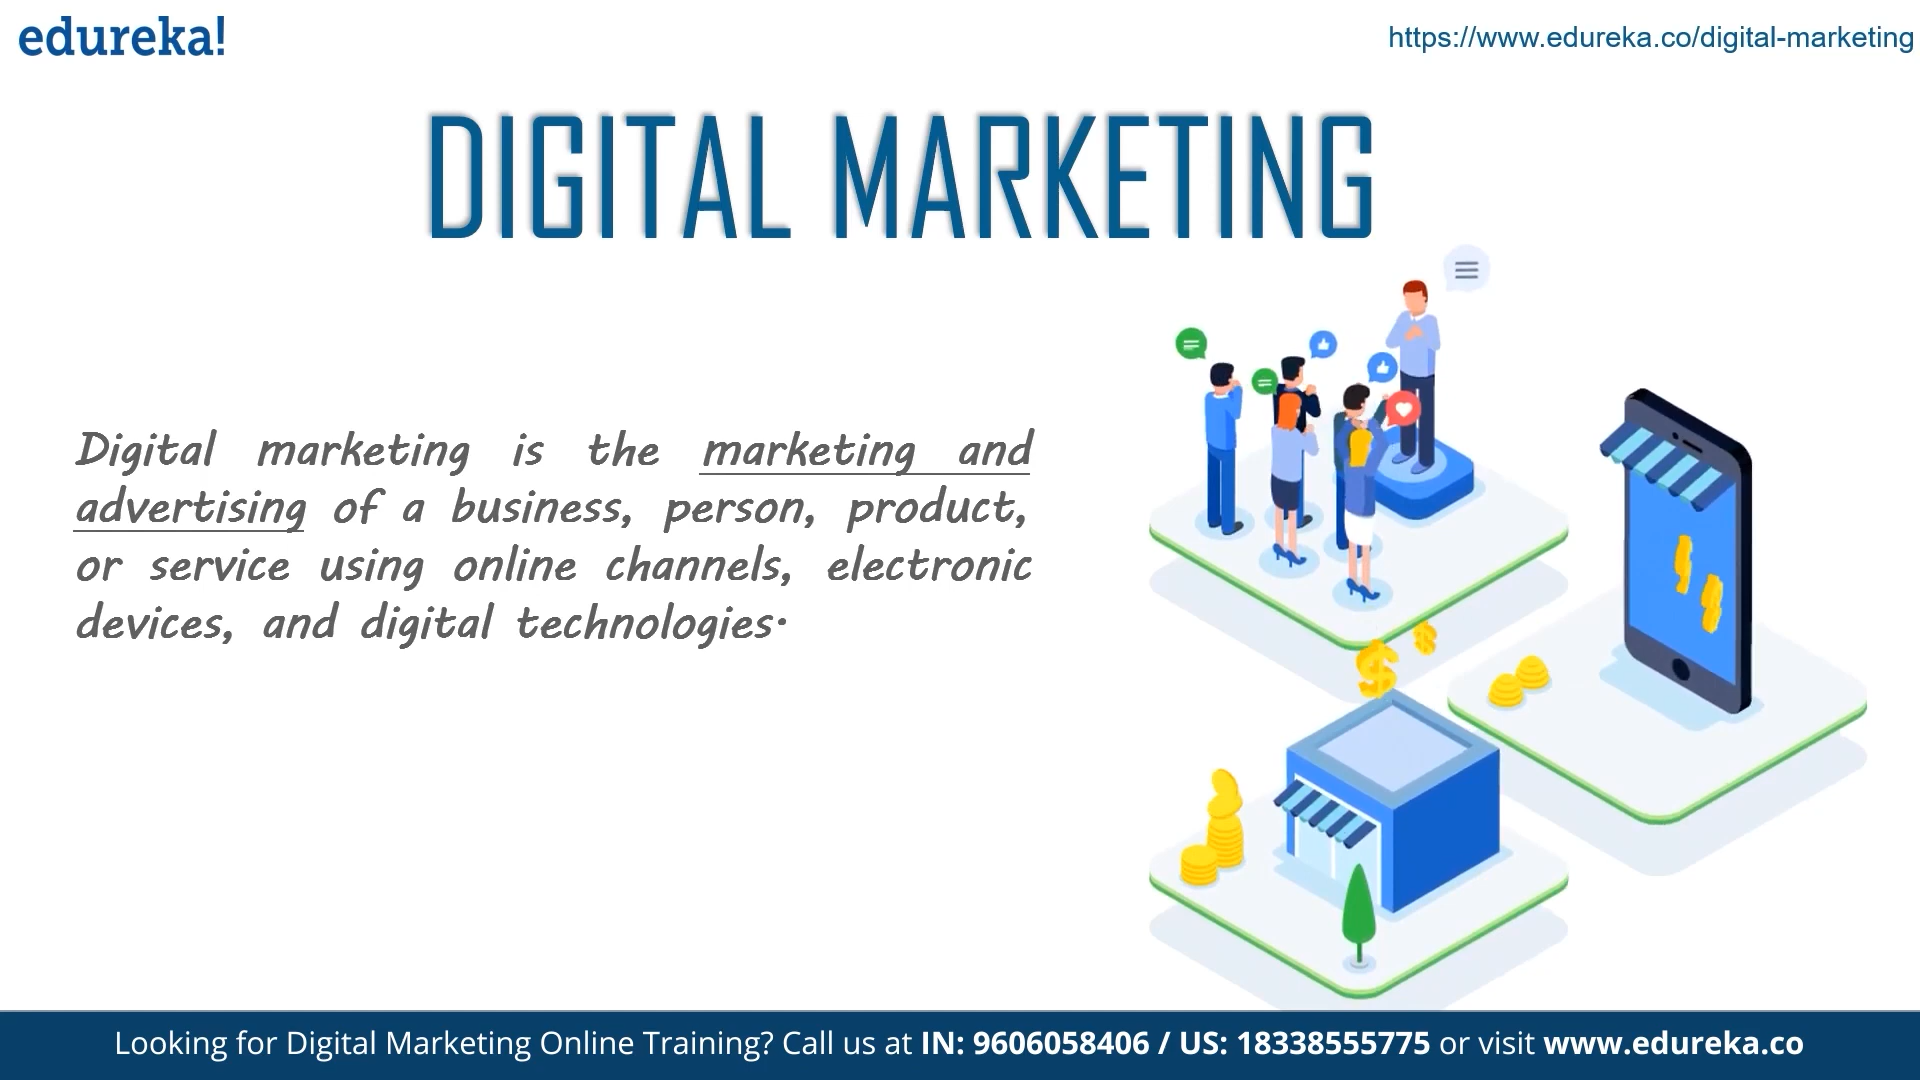 edureka!
https://www.edureka.co/digital-marketing
DIGITAL MARKETING
Digital marketing is the marketing and
advertising of a business, person, product,
or service using online channels, electronic
devices, and digital technologies.
Looking for Digital Marketing Online Training? Call us at IN: 9606058406 / US: 18338555775 or visit www.edureka.co